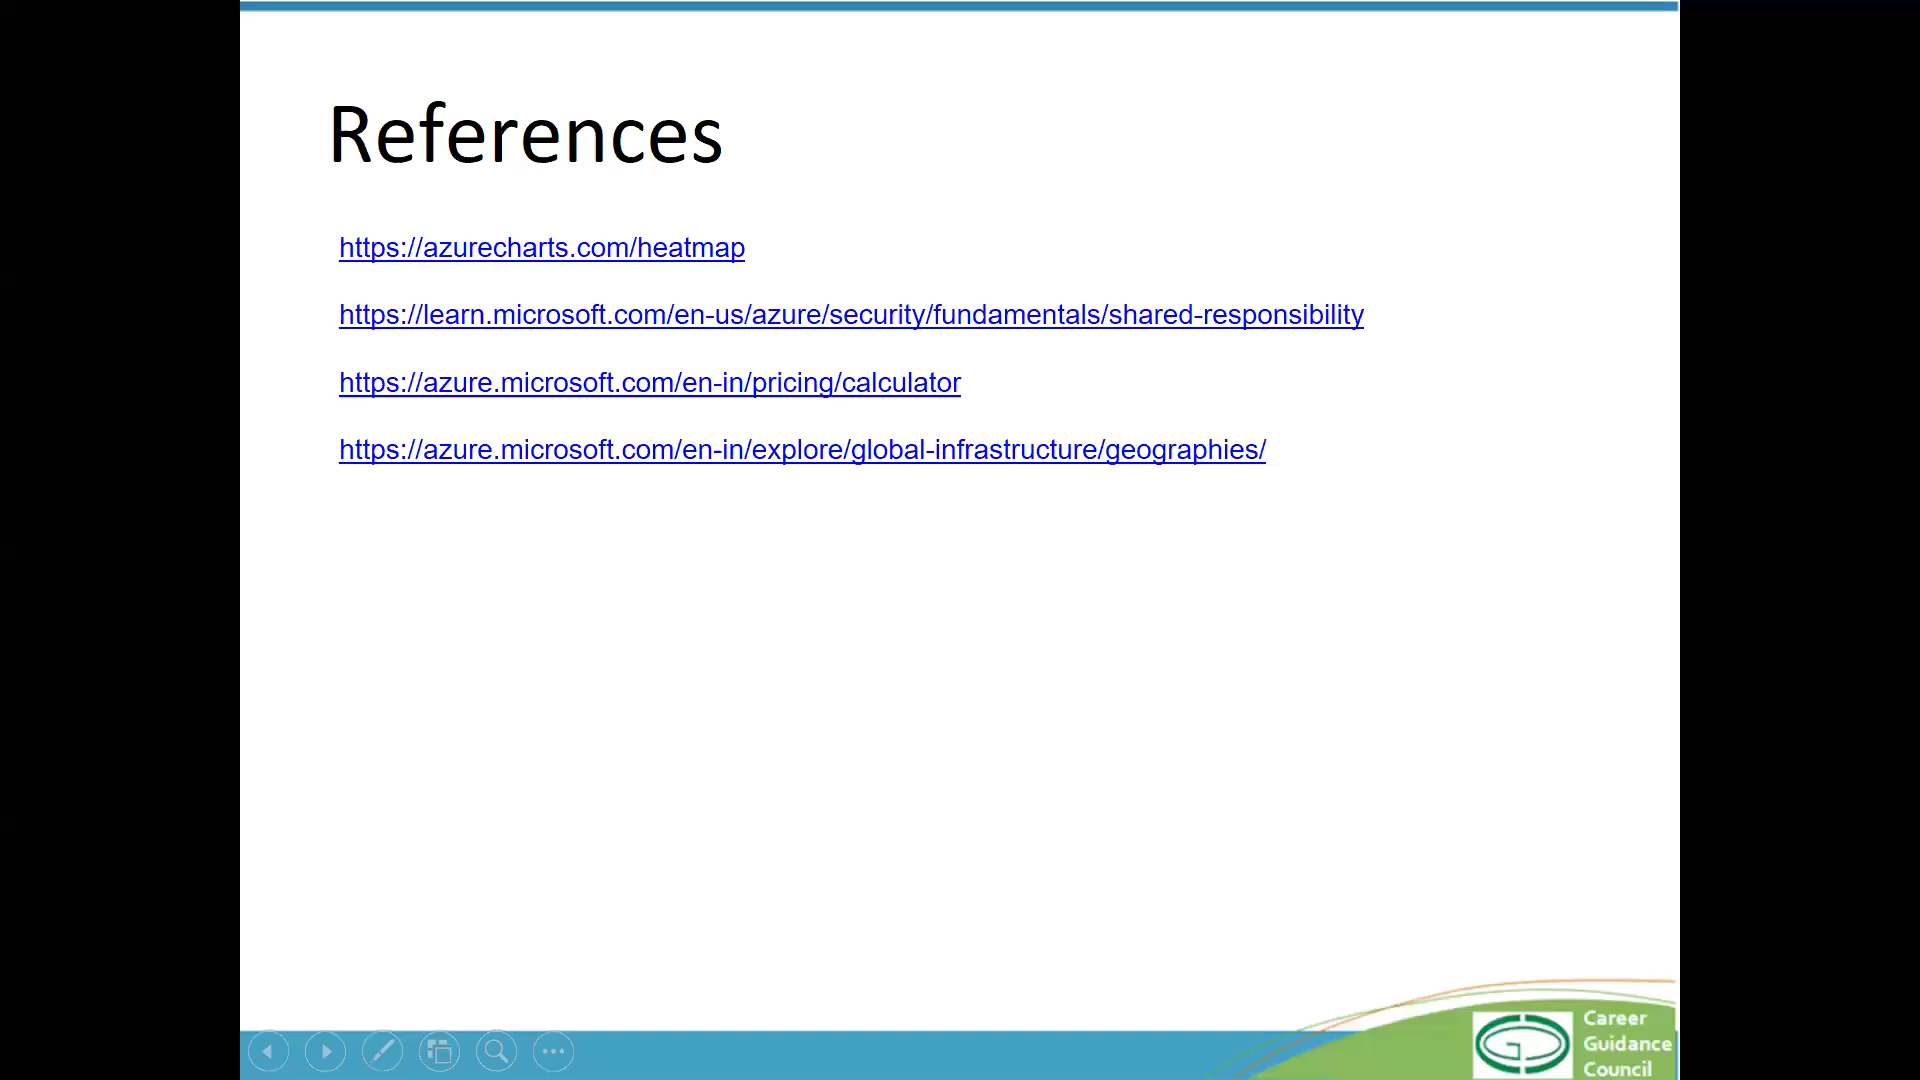 References
https://azurecharts.com/heatmap
https://learn.microsoft.com/en-us/azure/security/fundamentals/shared-responsibility
https://azure.microsoft.com/en-in/pricing/calculator
https://azure.microsoft.com/en-in/explore/global-infrastructure/geographies/
Career
Guidance
Council